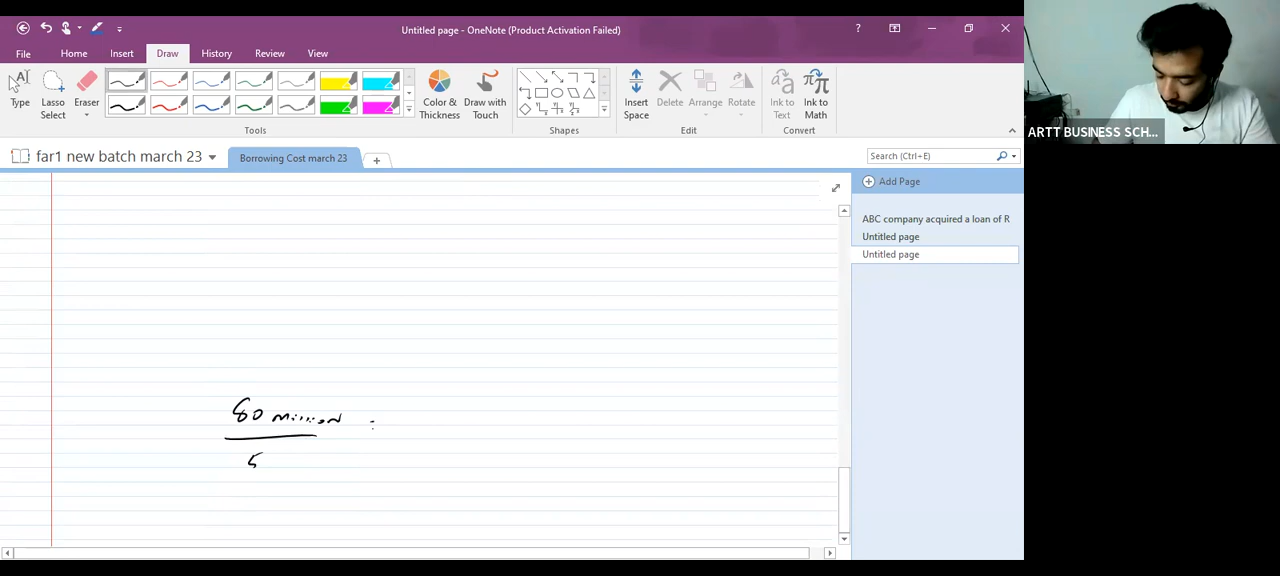 Untitled page - OneNote (Product Activation Failed)
?
File Home Insert Draw History Review View
Type
Lasso Select
Eraser
Color & Thickness
Draw with Touch
Insert Space
Delete
Arrange
Rotate
Ink to Text
Ink to Math
Tools
Shapes
Edit
Convert
ARTT BUSINESS SCH...
far1 new batch march 23
Borrowing Cost march 23
Search (Ctrl+E)
Add Page
ABC company acquired a loan of R
Untitled page
Untitled page
million
5